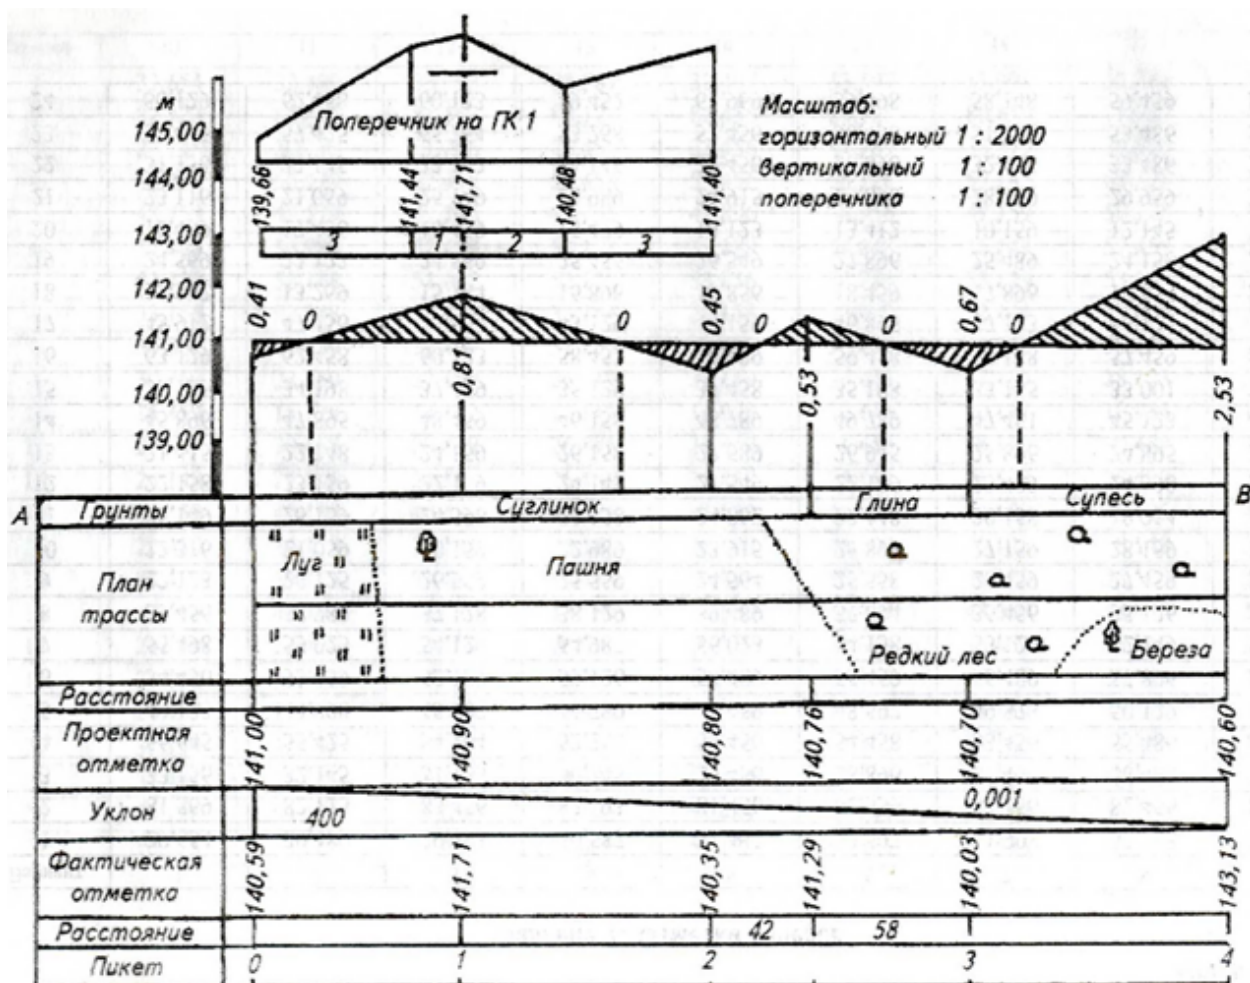 Поперечник на ПК 1
Масштаб:
горизонтальный 1 : 2000
вертикальный 1 : 100
поперечника 1 : 100
м
145,00
144,00
143,00
142,00
141,00
140,00
139,00
139,66 141,44 141,71 140,48 141,40
3 1 2 3
0,41 0 0,81 0 0,45 0 0,53 0 0,67 0 2,53
А Грунты Суглинок Глина Супесь В
План трассы
Луг Пашня
Редкий лес Береза
Расстояние
Проектная отметка 141,00 140,90 140,80 140,76 140,70 140,60
Уклон 400 0,001
Фактическая отметка 140,59 141,71 140,35 141,29 140,03 143,13
Расстояние 42 58
Пикет 0 1 2 3 4